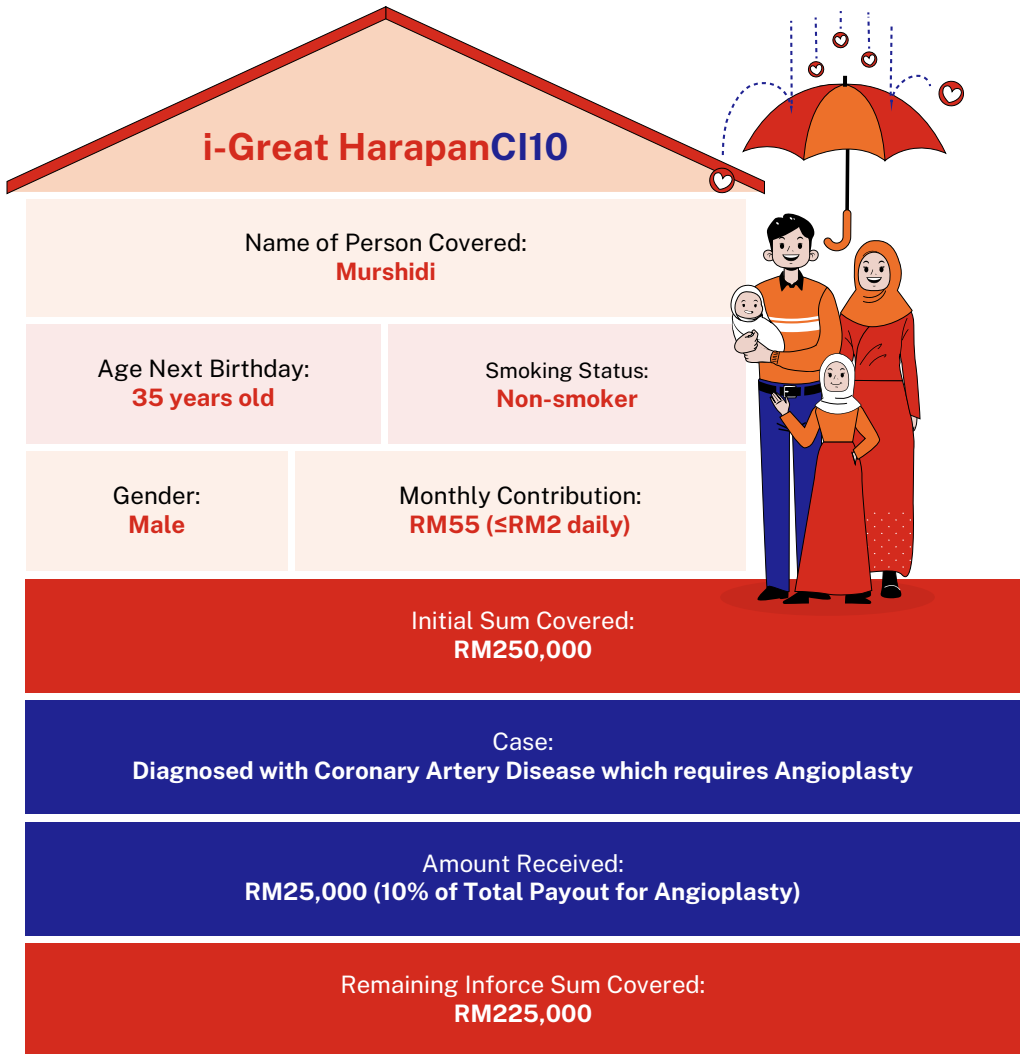 i-Great HarapanCI10
Name of Person Covered:
Murshidi
Age Next Birthday:
35 years old
Smoking Status:
Non-smoker
Gender:
Male
Monthly Contribution:
RM55 (≤RM2 daily)
Initial Sum Covered:
RM250,000
Case:
Diagnosed with Coronary Artery Disease which requires Angioplasty
Amount Received:
RM25,000 (10% of Total Payout for Angioplasty)
Remaining Inforce Sum Covered:
RM225,000